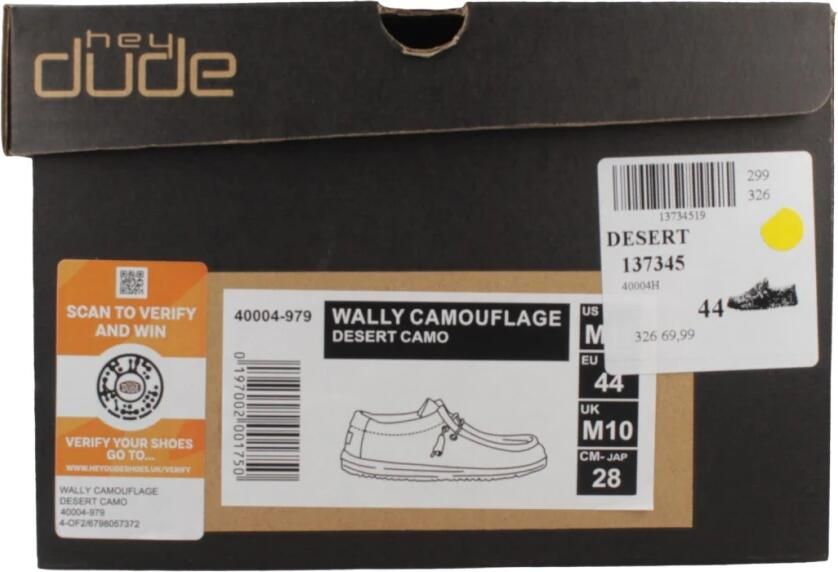 hey
dude
299
326
13734519
DESERT
137345
40004H
44
326 69,99
SCAN TO VERIFY
AND WIN
DUDE
VERIFY YOUR SHOES
GO TO...
WWW.HEYDUDESHOES.UK/VERIFY
WALLY CAMOUFLAGE
DESERT CAMO
40004-979
4-OF2/6798057372
40004-979
WALLY CAMOUFLAGE
DESERT CAMO
0197002001750
US
M
EU
44
UK
M10
CM- JAP
28